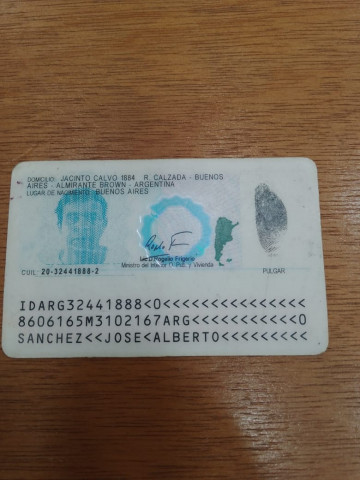 DOMICILIO: JACINTO CALVO 1884 R. CALZADA - BUENOS
AIRES - ALMIRANTE BROWN - ARGENTINA
LUGAR DE NACIMIENTO: BUENOS AIRES
Lic. Rogelio Frigerio
Ministro del Interior, O. Púb. y Vivienda
CUIL: 20-32441888-2
PULGAR
IDARG32441888<0<<<<<<<<<<<<<<<
8606165M3102167ARG<<<<<<<<<<<0
SANCHEZ<<JOSE<ALBERTO<<<<<<<<<